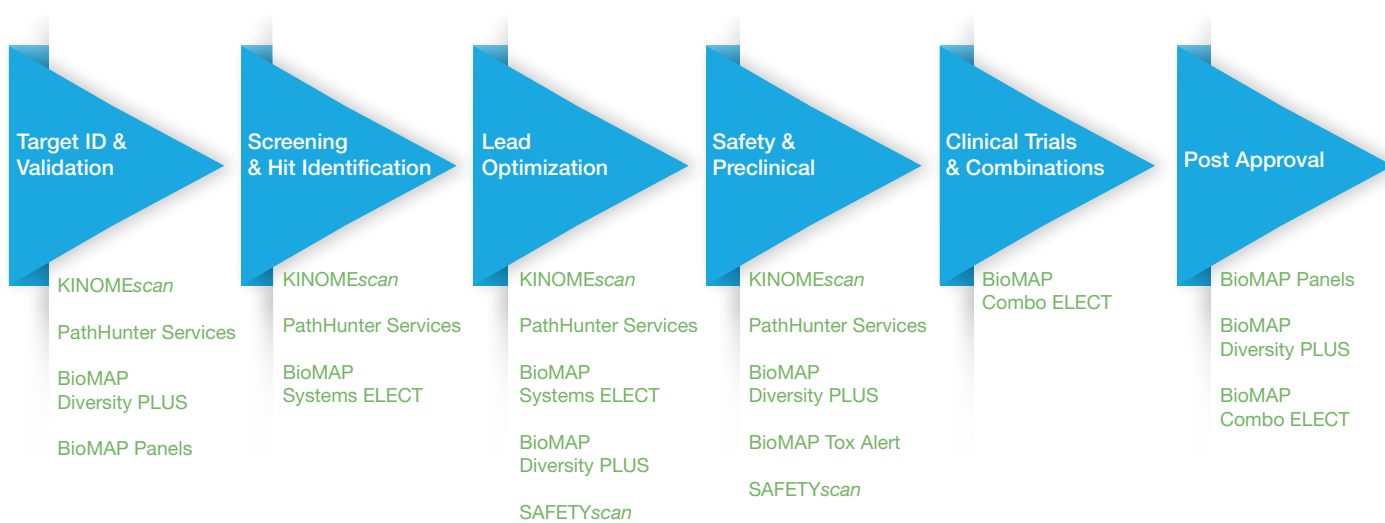 Target ID &
Validation
KINOMEscan
PathHunter Services
BioMAP
Diversity PLUS
BioMAP Panels
Screening
& Hit Identification
KINOMEscan
PathHunter Services
BioMAP
Systems ELECT
Lead
Optimization
KINOMEscan
PathHunter Services
BioMAP
Systems ELECT
BioMAP
Diversity PLUS
SAFETYscan
Safety &
Preclinical
KINOMEscan
PathHunter Services
BioMAP
Diversity PLUS
BioMAP Tox Alert
SAFETYscan
Clinical Trials
& Combinations
BioMAP
Combo ELECT
Post Approval
BioMAP Panels
BioMAP
Diversity PLUS
BioMAP
Combo ELECT